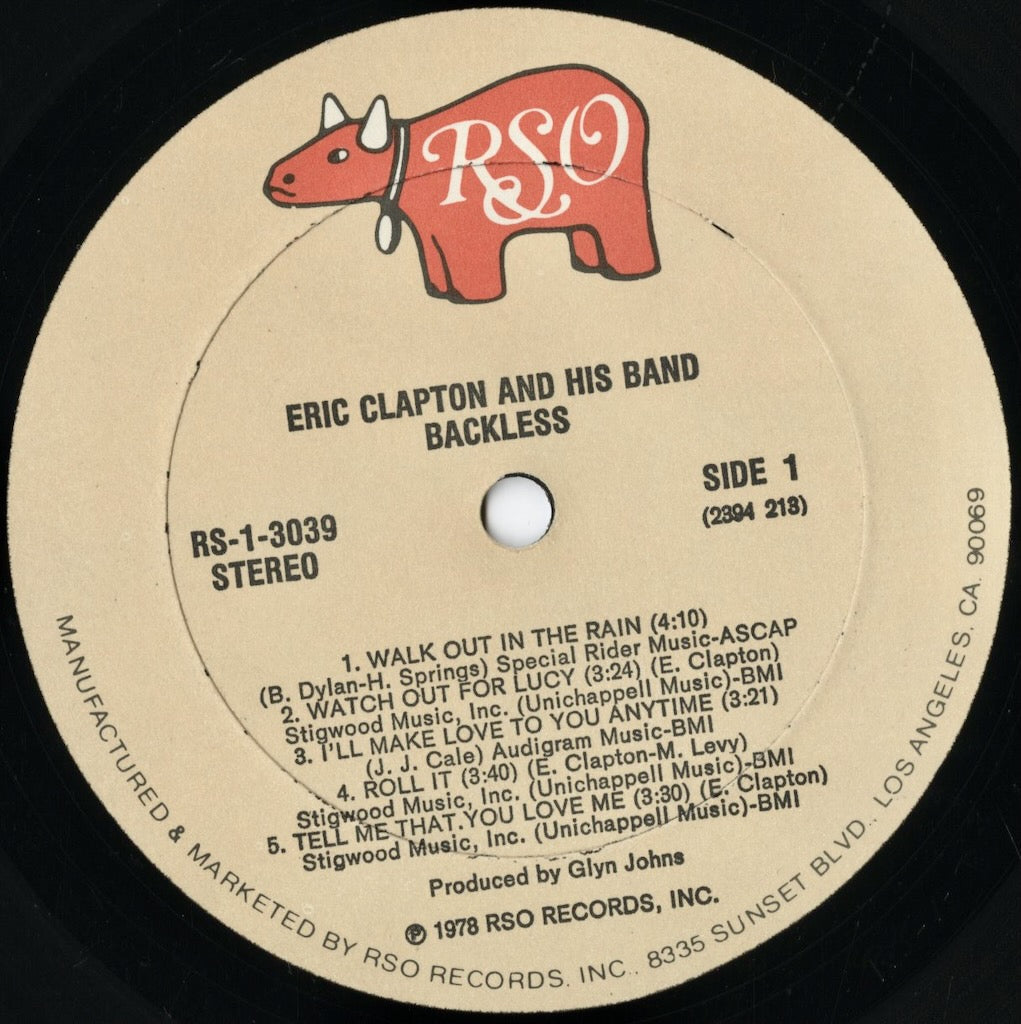 RSO
ERIC CLAPTON AND HIS BAND
BACKLESS
SIDE 1
(2394 213)
RS-1-3039
STEREO
1. WALK OUT IN THE RAIN (4:10)
(B. Dylan-H. Springs) Special Rider Music-ASCAP
2. WATCH OUT FOR LUCY (3:24) (E. Clapton)
Stigwood Music, Inc. (Unichappell Music)-BMI
3. I'LL MAKE LOVE TO YOU ANYTIME (3:21)
(J. J. Cale) Audigram Music-BMI
4. ROLL IT (3:40) (E. Clapton-M. Levy)
Stigwood Music, Inc. (Unichappell Music)-BMI
5. TELL ME THAT.YOU LOVE ME (3:30) (E. Clapton)
Stigwood Music, Inc. (Unichappell Music)-BMI
Produced by Glyn Johns
℗ 1978 RSO RECORDS, INC.
MANUFACTURED & MARKETED BY RSO RECORDS. INC.. 8335 SUNSET BLVD.. LOS ANGELES. CA. 90069